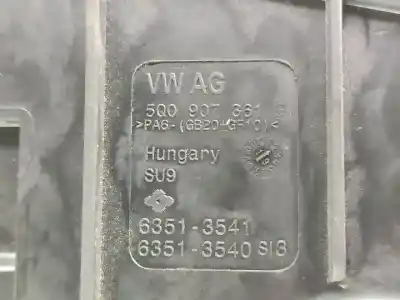 VW AG
5Q0 907 361
>PA6-(GB20+GF10)<
Hungary
SU9
6351-3541
6351-3540 SI3